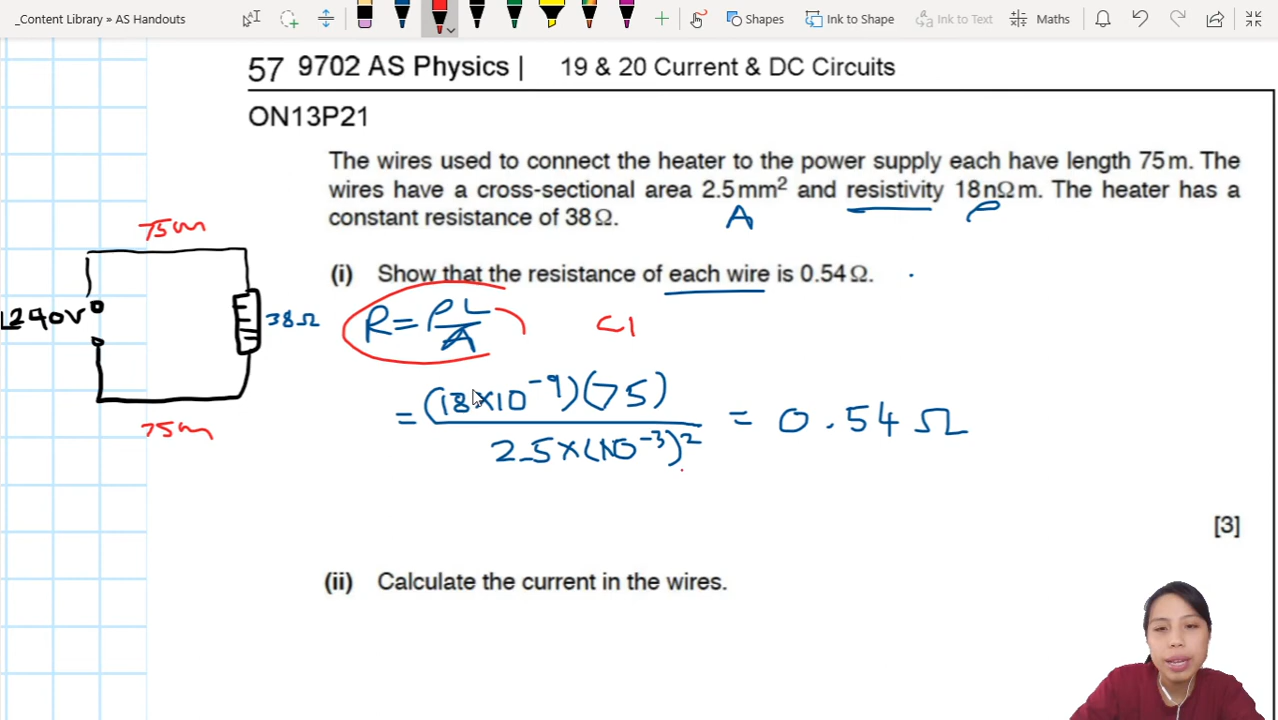 _Content Library » AS Handouts
Shapes
Ink to Shape
Ink to Text
Maths
57 9702 AS Physics | 19 & 20 Current & DC Circuits
ON13P21
The wires used to connect the heater to the power supply each have length 75 m. The
wires have a cross-sectional area 2.5 mm² and resistivity 18 nΩ m. The heater has a
constant resistance of 38 Ω.
A ρ
75m
(i) Show that the resistance of each wire is 0.54 Ω.
240V
38Ω
R = ρL/A
C1
= (18×10⁻⁹)(75) / 2.5×(10⁻³)² = 0.54 Ω
75m
[3]
(ii) Calculate the current in the wires.